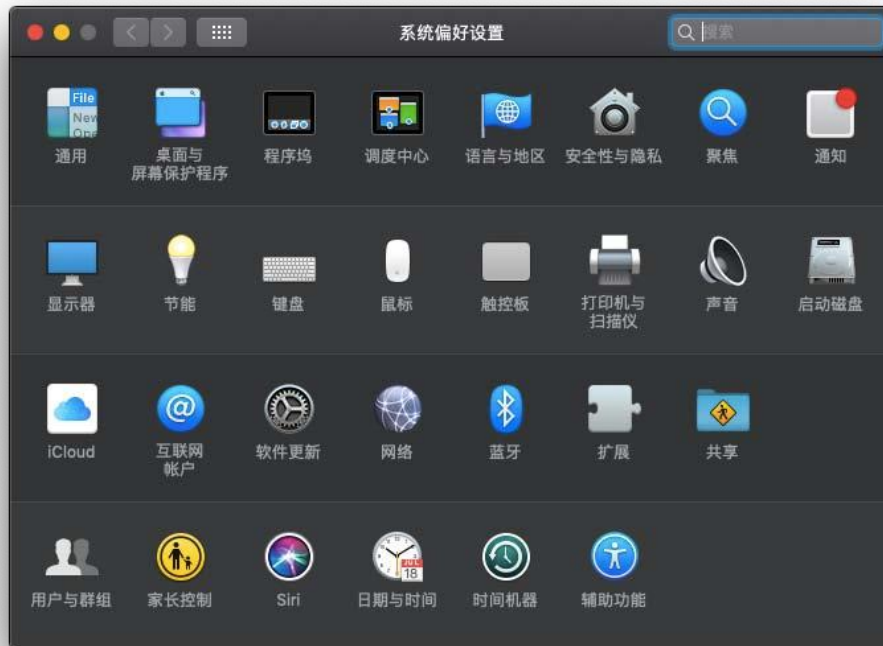 系统偏好设置
搜索
File
New
Ope
通用
桌面与
屏幕保护程序
程序坞
调度中心
语言与地区
安全性与隐私
聚焦
通知
显示器
节能
键盘
鼠标
触控板
打印机与
扫描仪
声音
启动磁盘
iCloud
@
互联网
帐户
软件更新
网络
蓝牙
扩展
共享
用户与群组
家长控制
Siri
JUL
18
日期与时间
时间机器
辅助功能